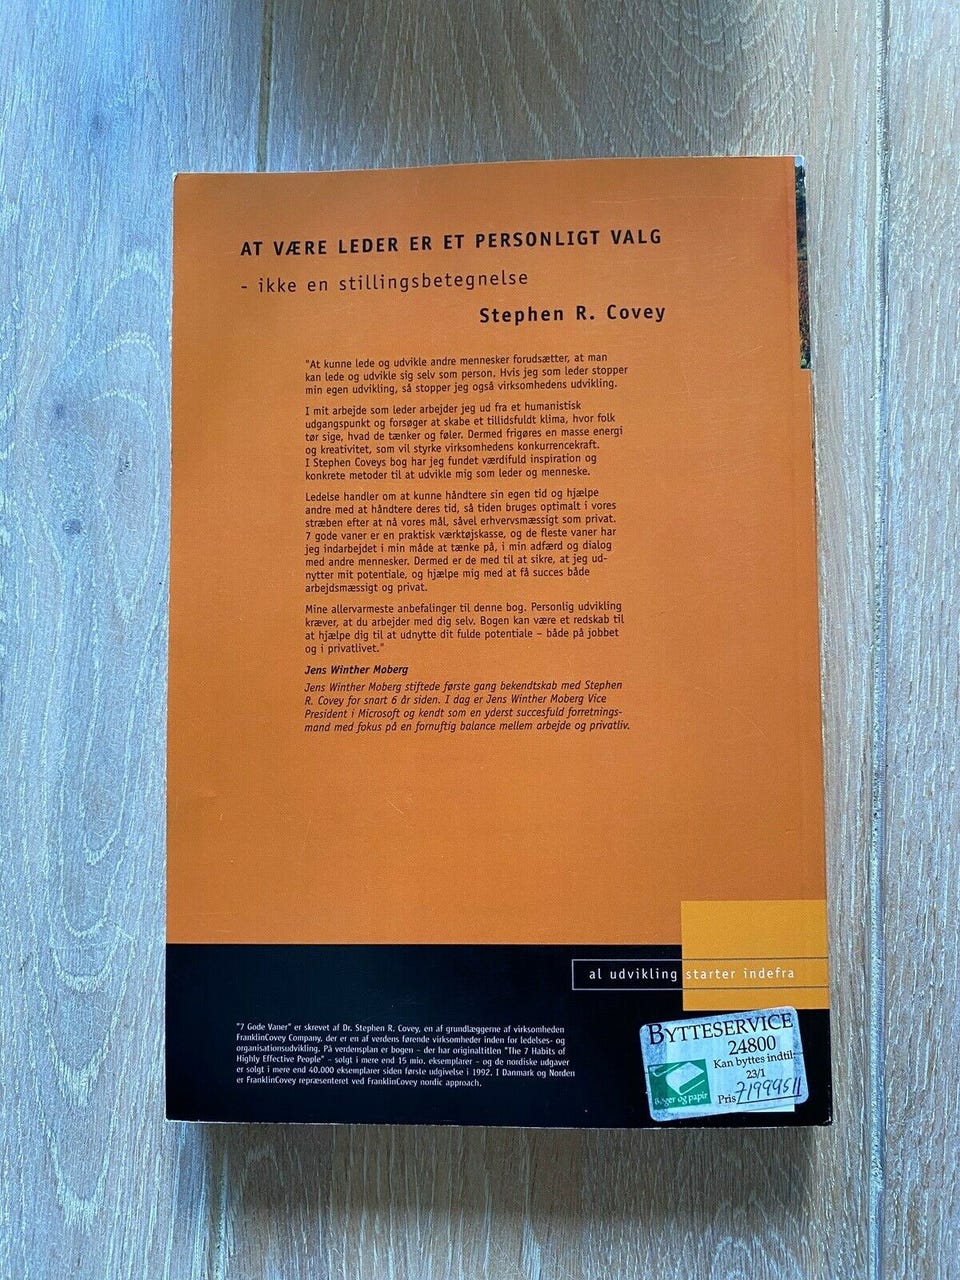 AT VÆRE LEDER ER ET PERSONLIGT VALG
- ikke en stillingsbetegnelse
Stephen R. Covey
"At kunne lede og udvikle andre mennesker forudsætter, at man
kan lede og udvikle sig selv som person. Hvis jeg som leder stopper
min egen udvikling, så stopper jeg også virksomhedens udvikling.
I mit arbejde som leder arbejder jeg ud fra et humanistisk
udgangspunkt og forsøger at skabe et tillidsfuldt klima, hvor folk
tør sige, hvad de tænker og føler. Dermed frigøres en masse energi
og kreativitet, som vil styrke virksomhedens konkurrencekraft.
I Stephen Coveys bog har jeg fundet værdifuld inspiration og
konkrete metoder til at udvikle mig som leder og menneske.
Ledelse handler om at kunne håndtere sin egen tid og hjælpe
andre med at håndtere deres tid, så tiden bruges optimalt i vores
stræben efter at nå vores mål, såvel erhvervsmæssigt som privat.
7 gode vaner er en praktisk værktøjskasse, og de fleste vaner har
jeg indarbejdet i min måde at tænke på, i min adfærd og dialog
med andre mennesker. Dermed er de med til at sikre, at jeg ud-
nytter mit potentiale, og hjælpe mig med at få succes både
arbejdsmæssigt og privat.
Mine allervarmeste anbefalinger til denne bog. Personlig udvikling
kræver, at du arbejder med dig selv. Bogen kan være et redskab til
at hjælpe dig til at udnytte dit fulde potentiale – både på jobbet
og i privatlivet."
Jens Winther Moberg
Jens Winther Moberg stiftede første gang bekendtskab med Stephen
R. Covey for snart 6 år siden. I dag er Jens Winther Moberg Vice
President i Microsoft og kendt som en yderst succesfuld forretnings-
mand med fokus på en fornuftig balance mellem arbejde og privatliv.
al udvikling starter indefra
"7 Gode Vaner" er skrevet af Dr. Stephen R. Covey, en af grundlæggerne af virksomheden
FranklinCovey Company, der er en af verdens førende virksomheder inden for ledelses- og
organisationsudvikling. På verdensplan er bogen - der har originaltitlen "The 7 Habits of
Highly Effective People" - solgt i mere end 15 mio. eksemplarer - og de nordiske udgaver
er solgt i mere end 40.000 eksemplarer siden første udgivelse i 1992. I Danmark og Norden
er FranklinCovey repræsenteret ved FranklinCovey nordic approach.
BYTTESERVICE
24800
Kan byttes indtil:
23/1
Bøger og papir
Pris 71999511